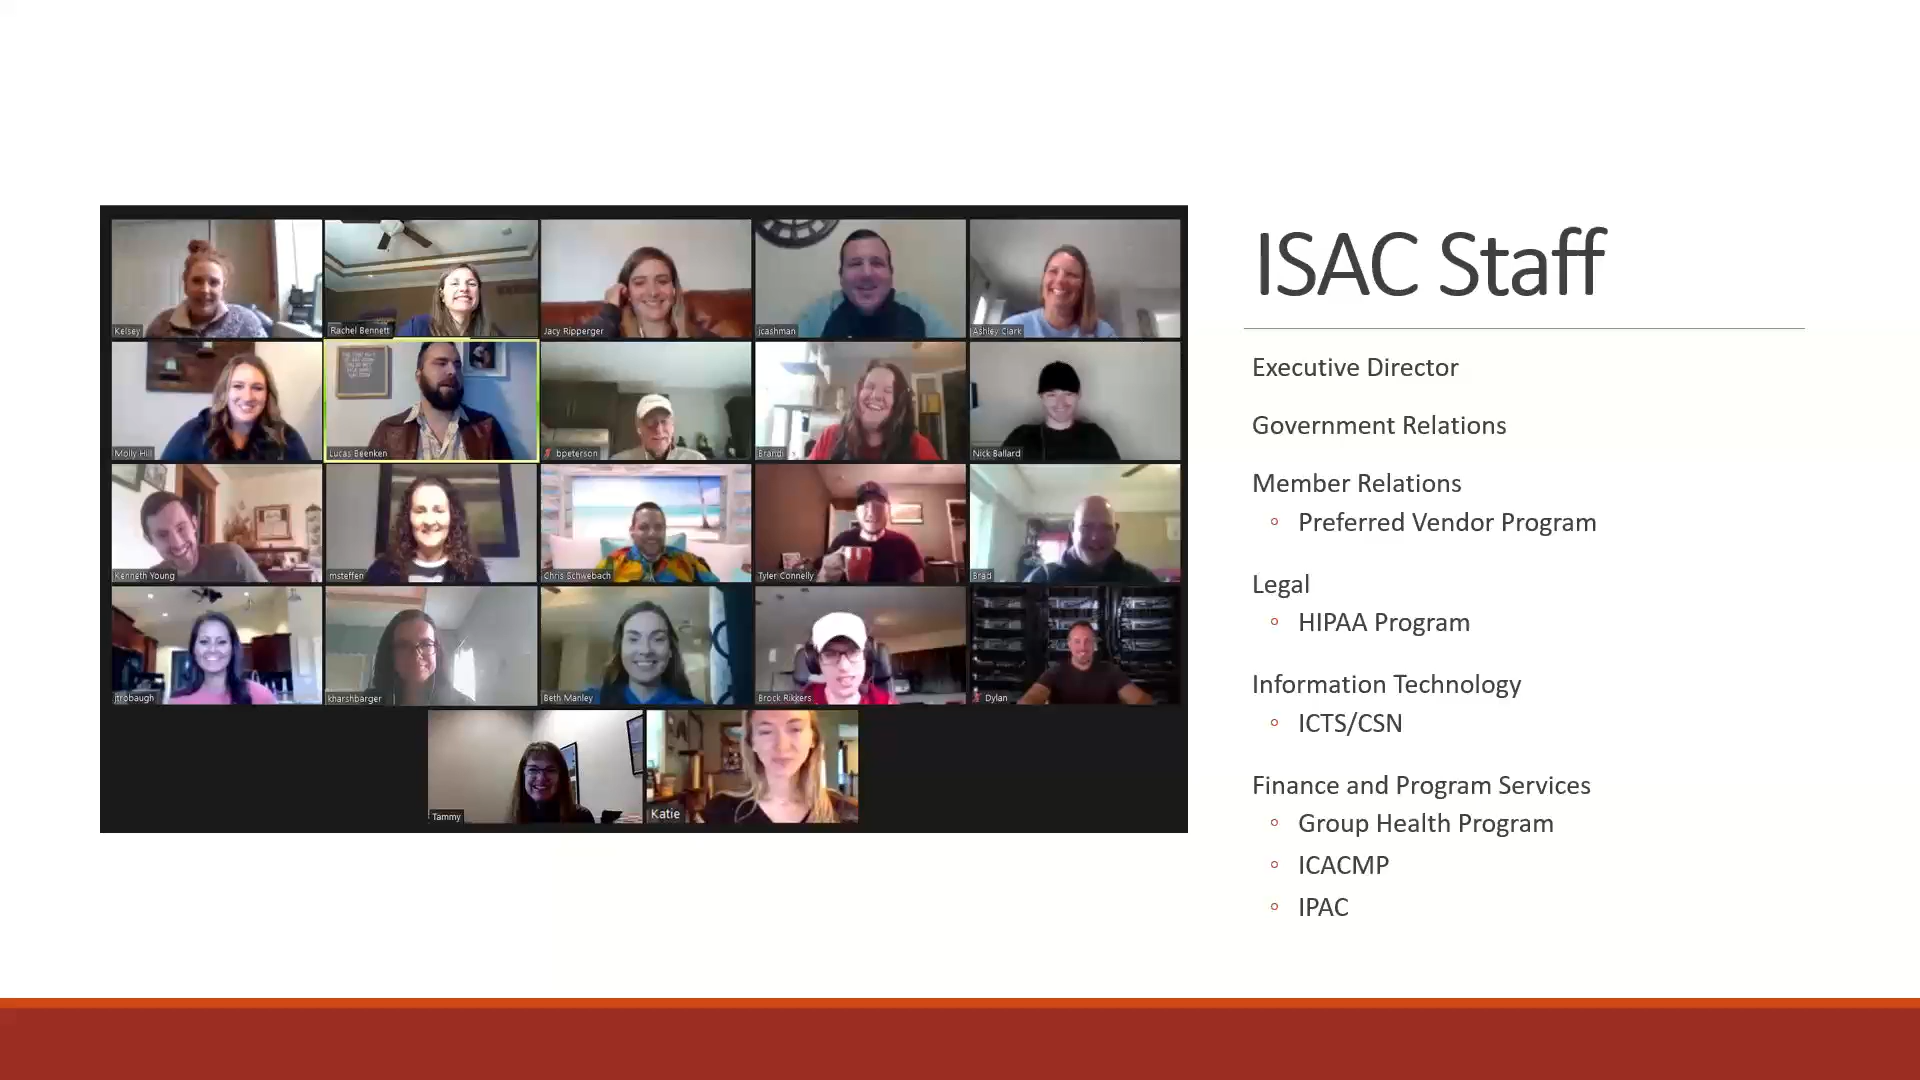 Kelsey
Rachel Bennett
Jacy Ripperger
jcashman
Ashley Clark
Molly Hill
Lucas Beenken
bpeterson
Brandi
Nick Ballard
Kenneth Young
msteffen
Chris Schwebach
Tyler Connelly
Brad
jtrobaugh
kharshbarger
Beth Manley
Brock Rikkers
Dylan
Tammy
Katie
ISAC Staff
Executive Director
Government Relations
Member Relations
◦ Preferred Vendor Program
Legal
◦ HIPAA Program
Information Technology
◦ ICTS/CSN
Finance and Program Services
◦ Group Health Program
◦ ICACMP
◦ IPAC